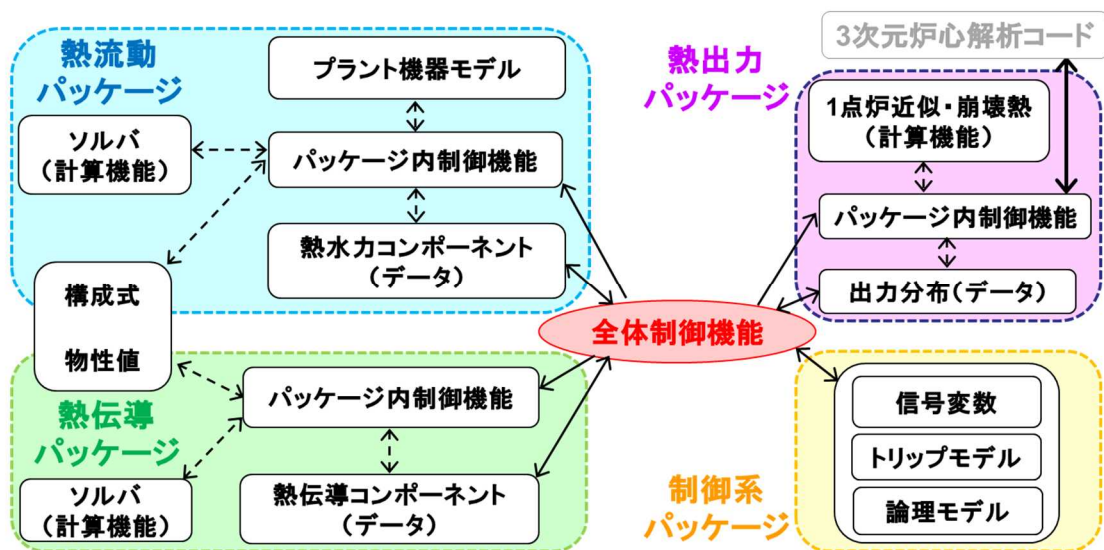 熱流動
パッケージ
プラント機器モデル
ソルバ
(計算機能)
パッケージ内制御機能
熱水力コンポーネント
(データ)
構成式
物性値
熱伝導
パッケージ
パッケージ内制御機能
ソルバ
(計算機能)
熱伝導コンポーネント
(データ)
全体制御機能
3次元炉心解析コード
熱出力
パッケージ
1点炉近似・崩壊熱
(計算機能)
パッケージ内制御機能
出力分布(データ)
制御系
パッケージ
信号変数
トリップモデル
論理モデル